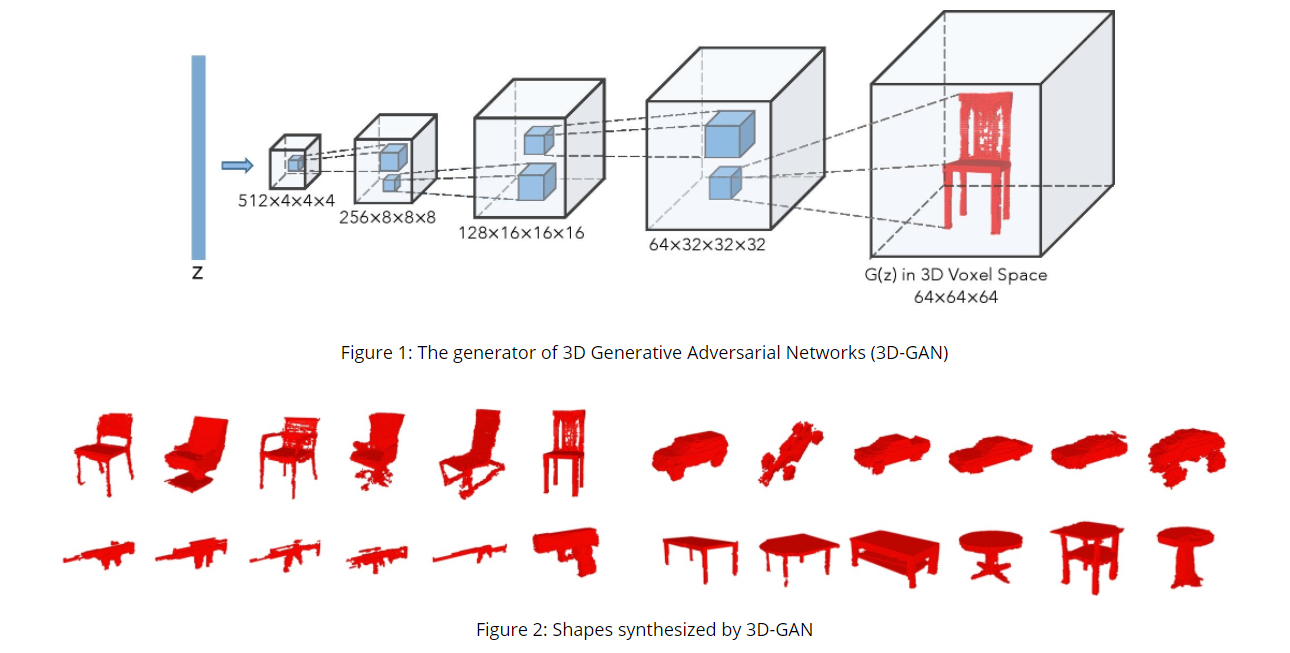 z
512×4×4×4
256×8×8×8
128×16×16×16
64×32×32×32
G(z) in 3D Voxel Space
64×64×64
Figure 1: The generator of 3D Generative Adversarial Networks (3D-GAN)
Figure 2: Shapes synthesized by 3D-GAN